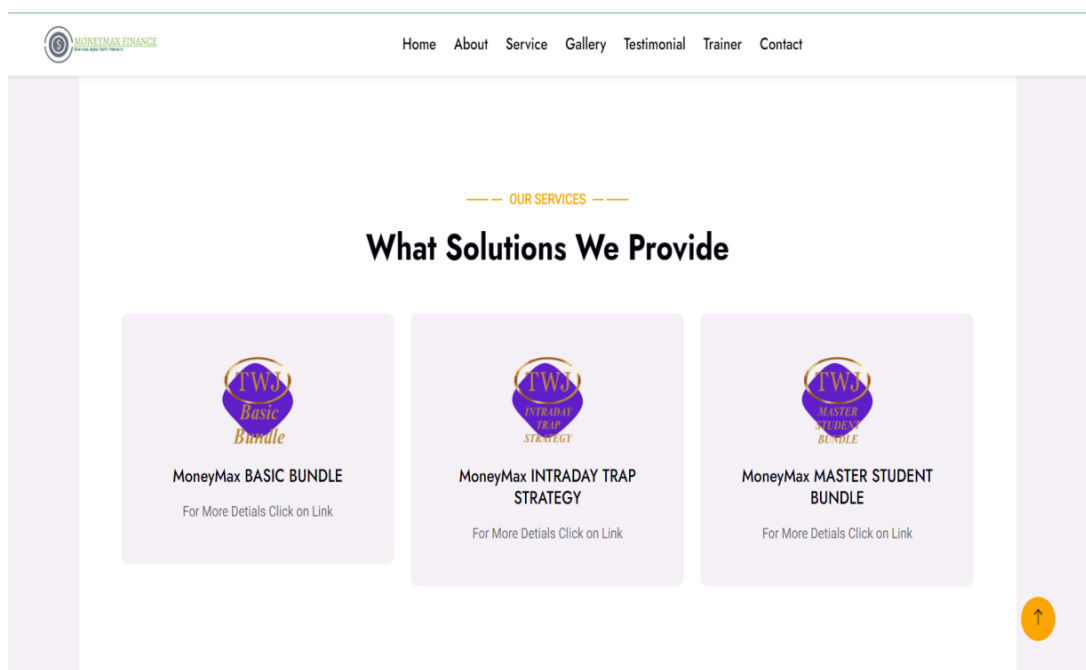 MONEYMAX FINANCE
Home About Service Gallery Testimonial Trainer Contact
OUR SERVICES
What Solutions We Provide
TWJ
Basic
Bundle
MoneyMax BASIC BUNDLE
For More Detials Click on Link
TWJ
INTRADAY
TRAP
STRATEGY
MoneyMax INTRADAY TRAP
STRATEGY
For More Detials Click on Link
TWJ
MASTER
STUDENT
BUNDLE
MoneyMax MASTER STUDENT
BUNDLE
For More Detials Click on Link